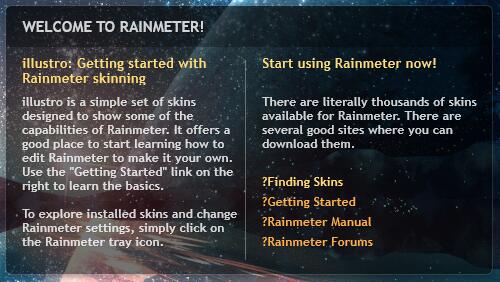 WELCOME TO RAINMETER!
illustro: Getting started with
Rainmeter skinning
illustro is a simple set of skins
designed to show some of the
capabilities of Rainmeter. It offers a
good place to start learning how to
edit Rainmeter to make it your own.
Use the "Getting Started" link on the
right to learn the basics.
To explore installed skins and change
Rainmeter settings, simply click on
the Rainmeter tray icon.
Start using Rainmeter now!
There are literally thousands of skins
available for Rainmeter. There are
several good sites where you can
download them.
?Finding Skins
?Getting Started
?Rainmeter Manual
?Rainmeter Forums